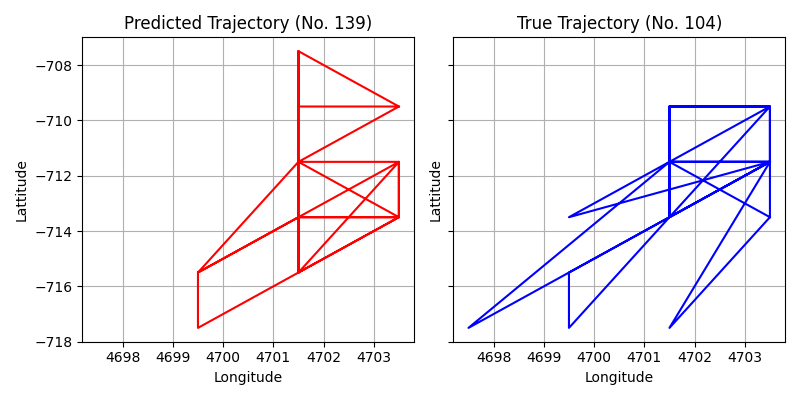 Predicted Trajectory (No. 139)
True Trajectory (No. 104)
−708
−710
−712
−714
−716
−718
Lattitude
Lattitude
4698 4699 4700 4701 4702 4703
4698 4699 4700 4701 4702 4703
Longitude
Longitude